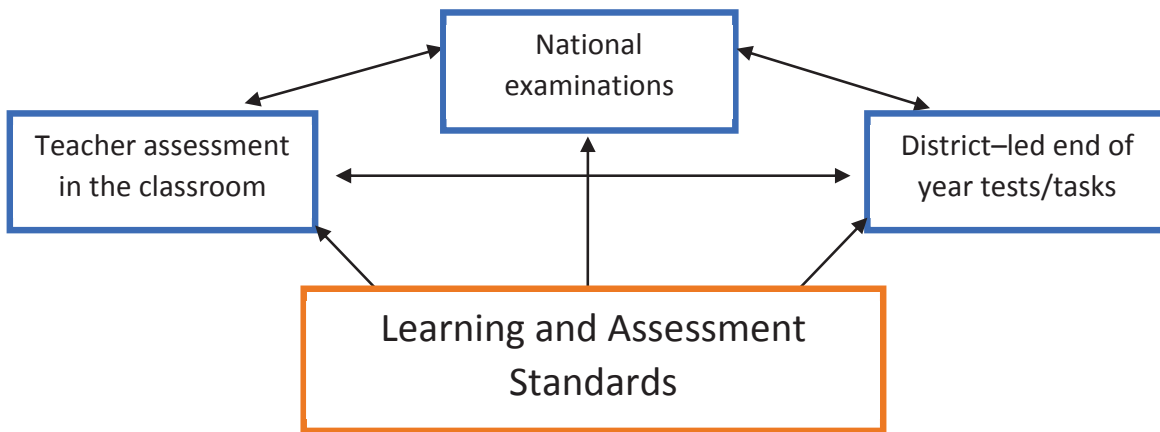 National
examinations
Teacher assessment
in the classroom
District–led end of
year tests/tasks
Learning and Assessment
Standards